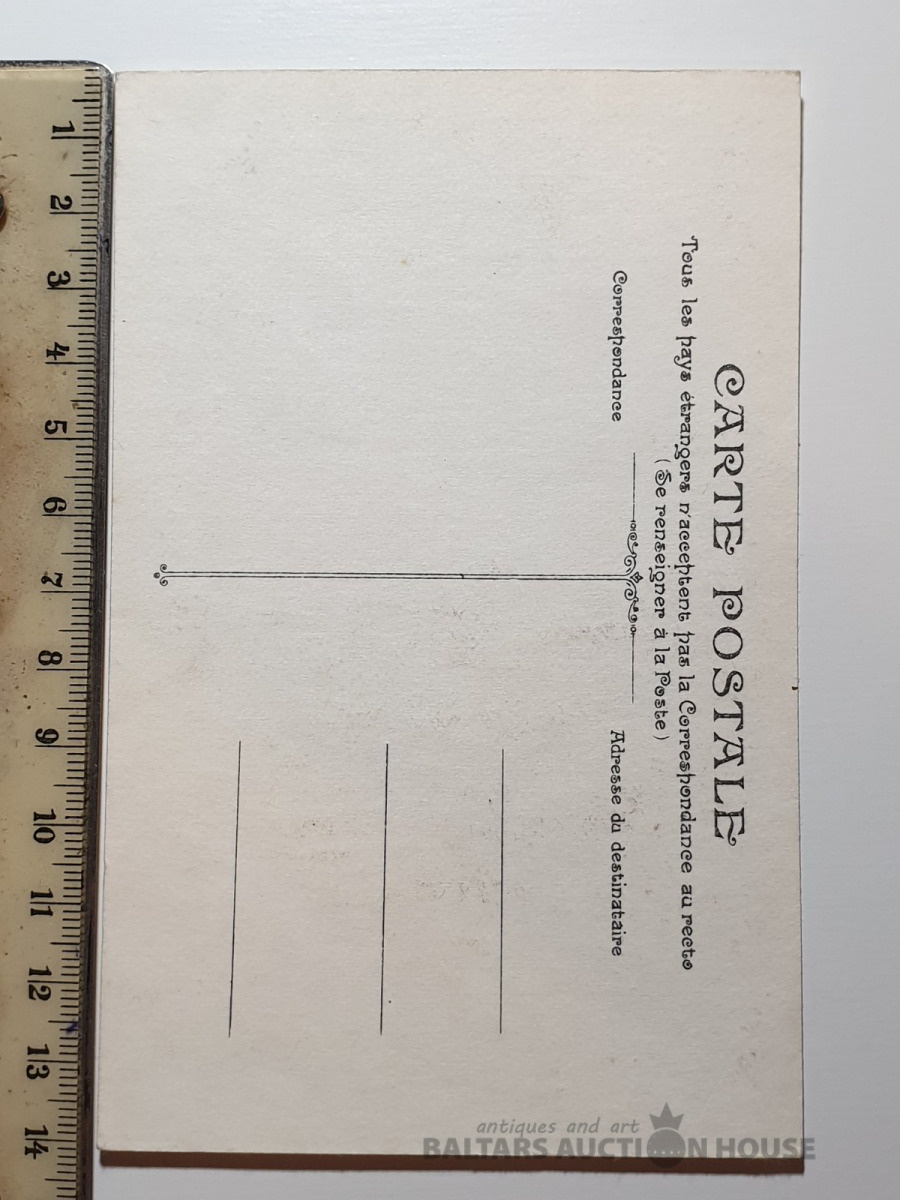 CARTE POSTALE
Tous les pays étrangers n'acceptent pas la Correspondance au recto
(Se renseigner à la Poste)
Correspondance
Adresse du destinataire
1 2 3 4 5 6 7 8 9 10 11 12 13 14
antiques and art
BALTARS AUCTION HOUSE